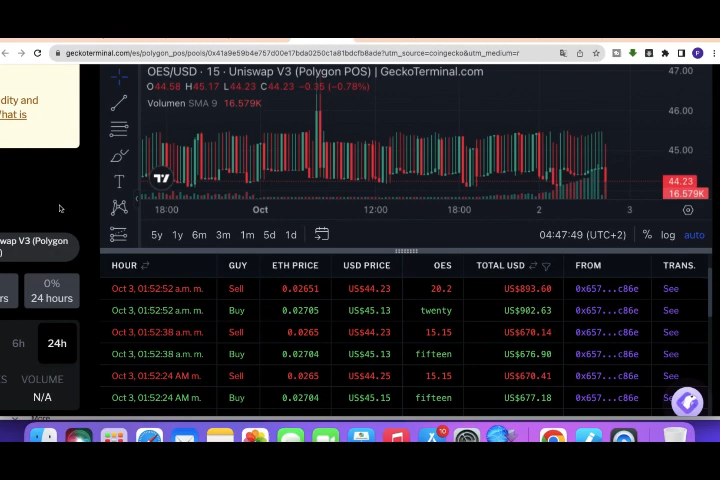 geckoterminal.com/es/polygon_pos/pools/0x41a9e59b4e757d00e17bda0250c1a81bdcfb8ade?utm_source=coingecko&utm_medium=r
OES/USD · 15 · Uniswap V3 (Polygon POS) | GeckoTerminal.com
O44.58 H45.17 L44.23 C44.23 -0.35 (-0.78%)
Volumen SMA 9 16.579K
47.00
46.00
45.00
44.23
16.579K
dity and
hat is
18:00 Oct 12:00 18:00 2 3
5y 1y 6m 3m 1m 5d 1d 04:47:49 (UTC+2) % log auto
wap V3 (Polygon
rs
0%
24 hours
6h 24h
ES VOLUME
N/A
More
HOUR GUY ETH PRICE USD PRICE OES TOTAL USD FROM TRANS.
Oct 3, 01:52:52 a.m. m. Sell 0.02651 US$44.23 20.2 US$893.60 0x657...c86e See
Oct 3, 01:52:52 a.m. m. Buy 0.02705 US$45.13 twenty US$902.63 0x657...c86e See
Oct 3, 01:52:38 a.m. m. Sell 0.0265 US$44.23 15.15 US$670.14 0x657...c86e See
Oct 3, 01:52:38 a.m. m. Buy 0.02704 US$45.13 fifteen US$676.90 0x657...c86e See
Oct 3, 01:52:24 AM m. Sell 0.0265 US$44.25 15.15 US$670.41 0x657...c86e See
Oct 3, 01:52:24 AM m. Buy 0.02704 US$45.15 fifteen US$677.18 0x657...c86e See
10